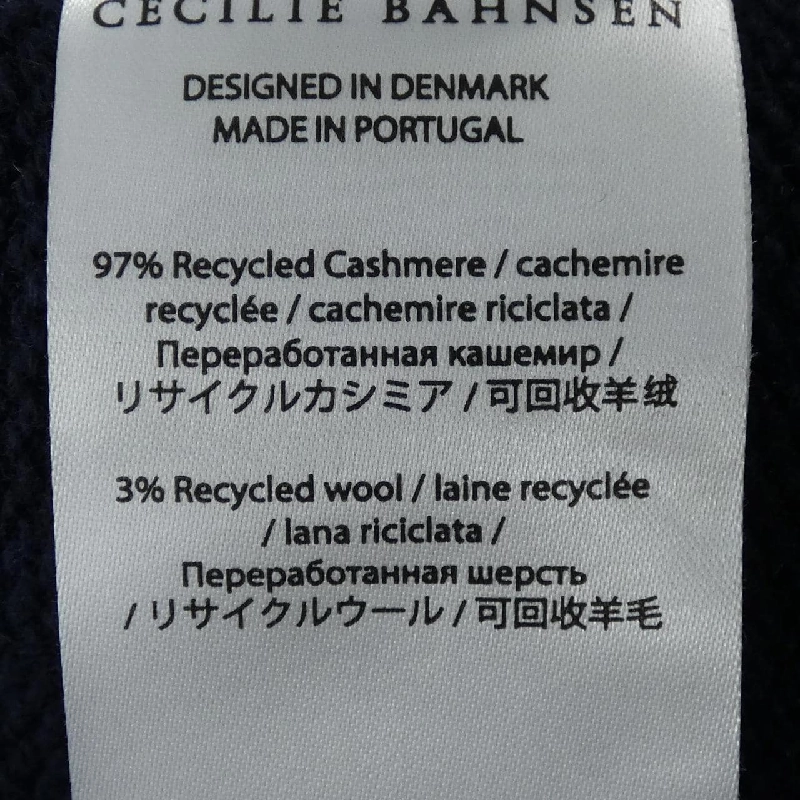 CECILIE BAHNSEN
DESIGNED IN DENMARK
MADE IN PORTUGAL
97% Recycled Cashmere / cachemire
recyclée / cachemire riciclata /
Переработанная кашемир /
リサイクルカシミア / 可回收羊绒
3% Recycled wool / laine recyclée
/ lana riciclata /
Переработанная шерсть
/ リサイクルウール / 可回收羊毛